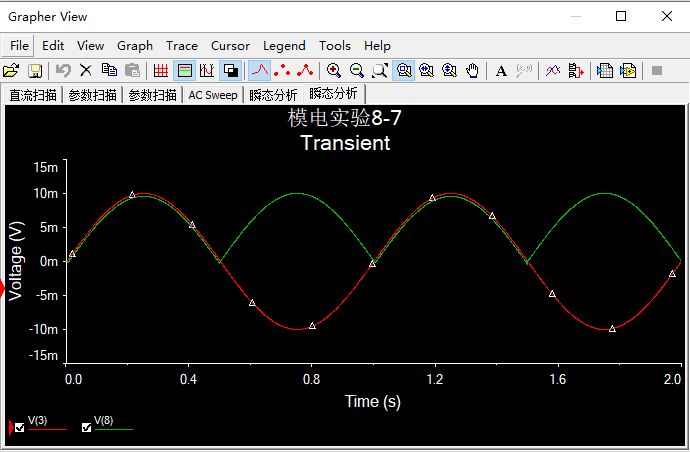 Grapher View
File Edit View Graph Trace Cursor Legend Tools Help
A (x,y)
直流扫描 参数扫描 参数扫描 AC Sweep 瞬态分析 瞬态分析
模电实验8-7
Transient
15m
10m
5m
0m
-5m
-10m
-15m
Voltage (V)
0.0 0.4 0.8 1.2 1.6 2.0
Time (s)
V(3) V(8)